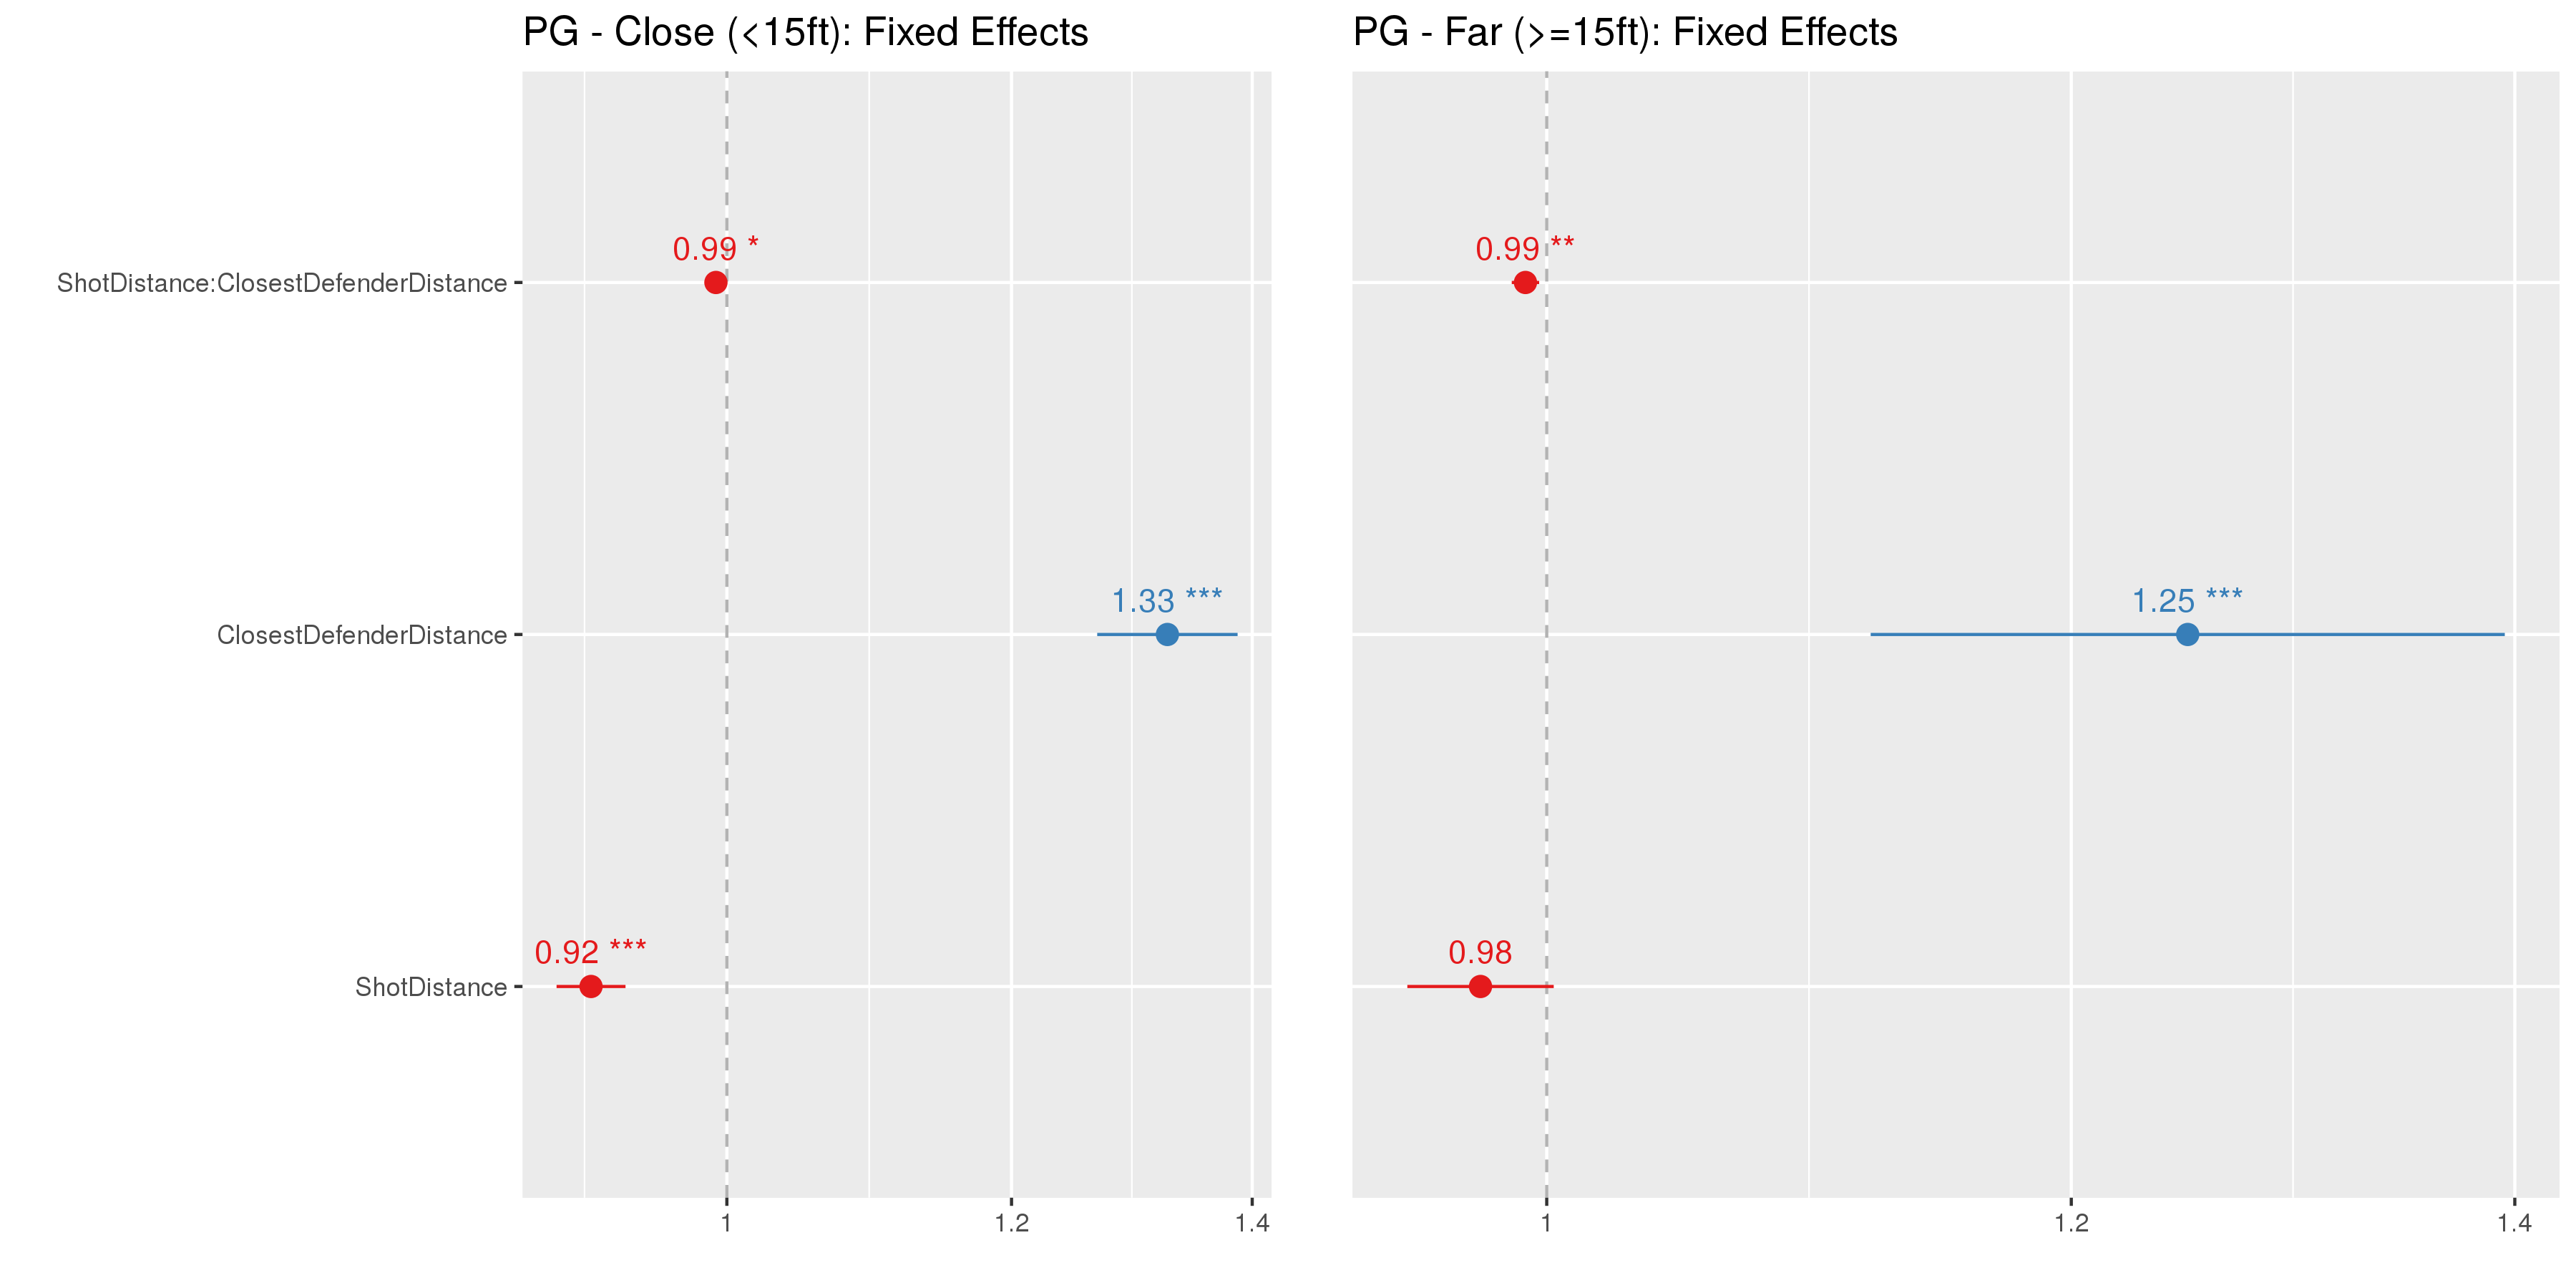 PG - Close (<15ft): Fixed Effects
PG - Far (>=15ft): Fixed Effects
ShotDistance:ClosestDefenderDistance
0.99 *
0.99 **
ClosestDefenderDistance
1.33 ***
1.25 ***
ShotDistance
0.92 ***
0.98
1
1.2
1.4
1
1.2
1.4